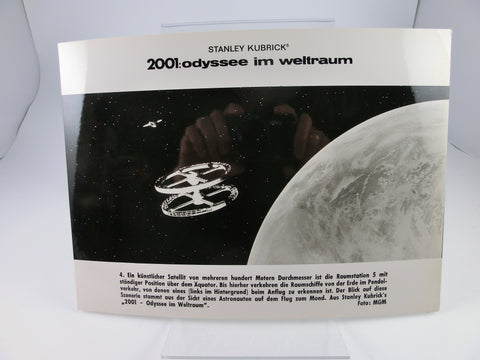 STANLEY KUBRICK®
2001:odyssee im weltraum
4. Ein künstlicher Satellit von mehreren hundert Metern Durchmesser ist die Raumstation 5 mit
ständiger Position über dem Äquator. Bis hierher verkehren die Raumschiffe von der Erde im Pendel-
verkehr, von denen eines (links im Hintergrund) beim Anflug zu erkennen ist. Der Blick auf diese
Szenerie stammt aus der Sicht eines Astronauten auf dem Flug zum Mond. Aus Stanley Kubrick's
„2001 - Odyssee im Weltraum". Foto: MGM